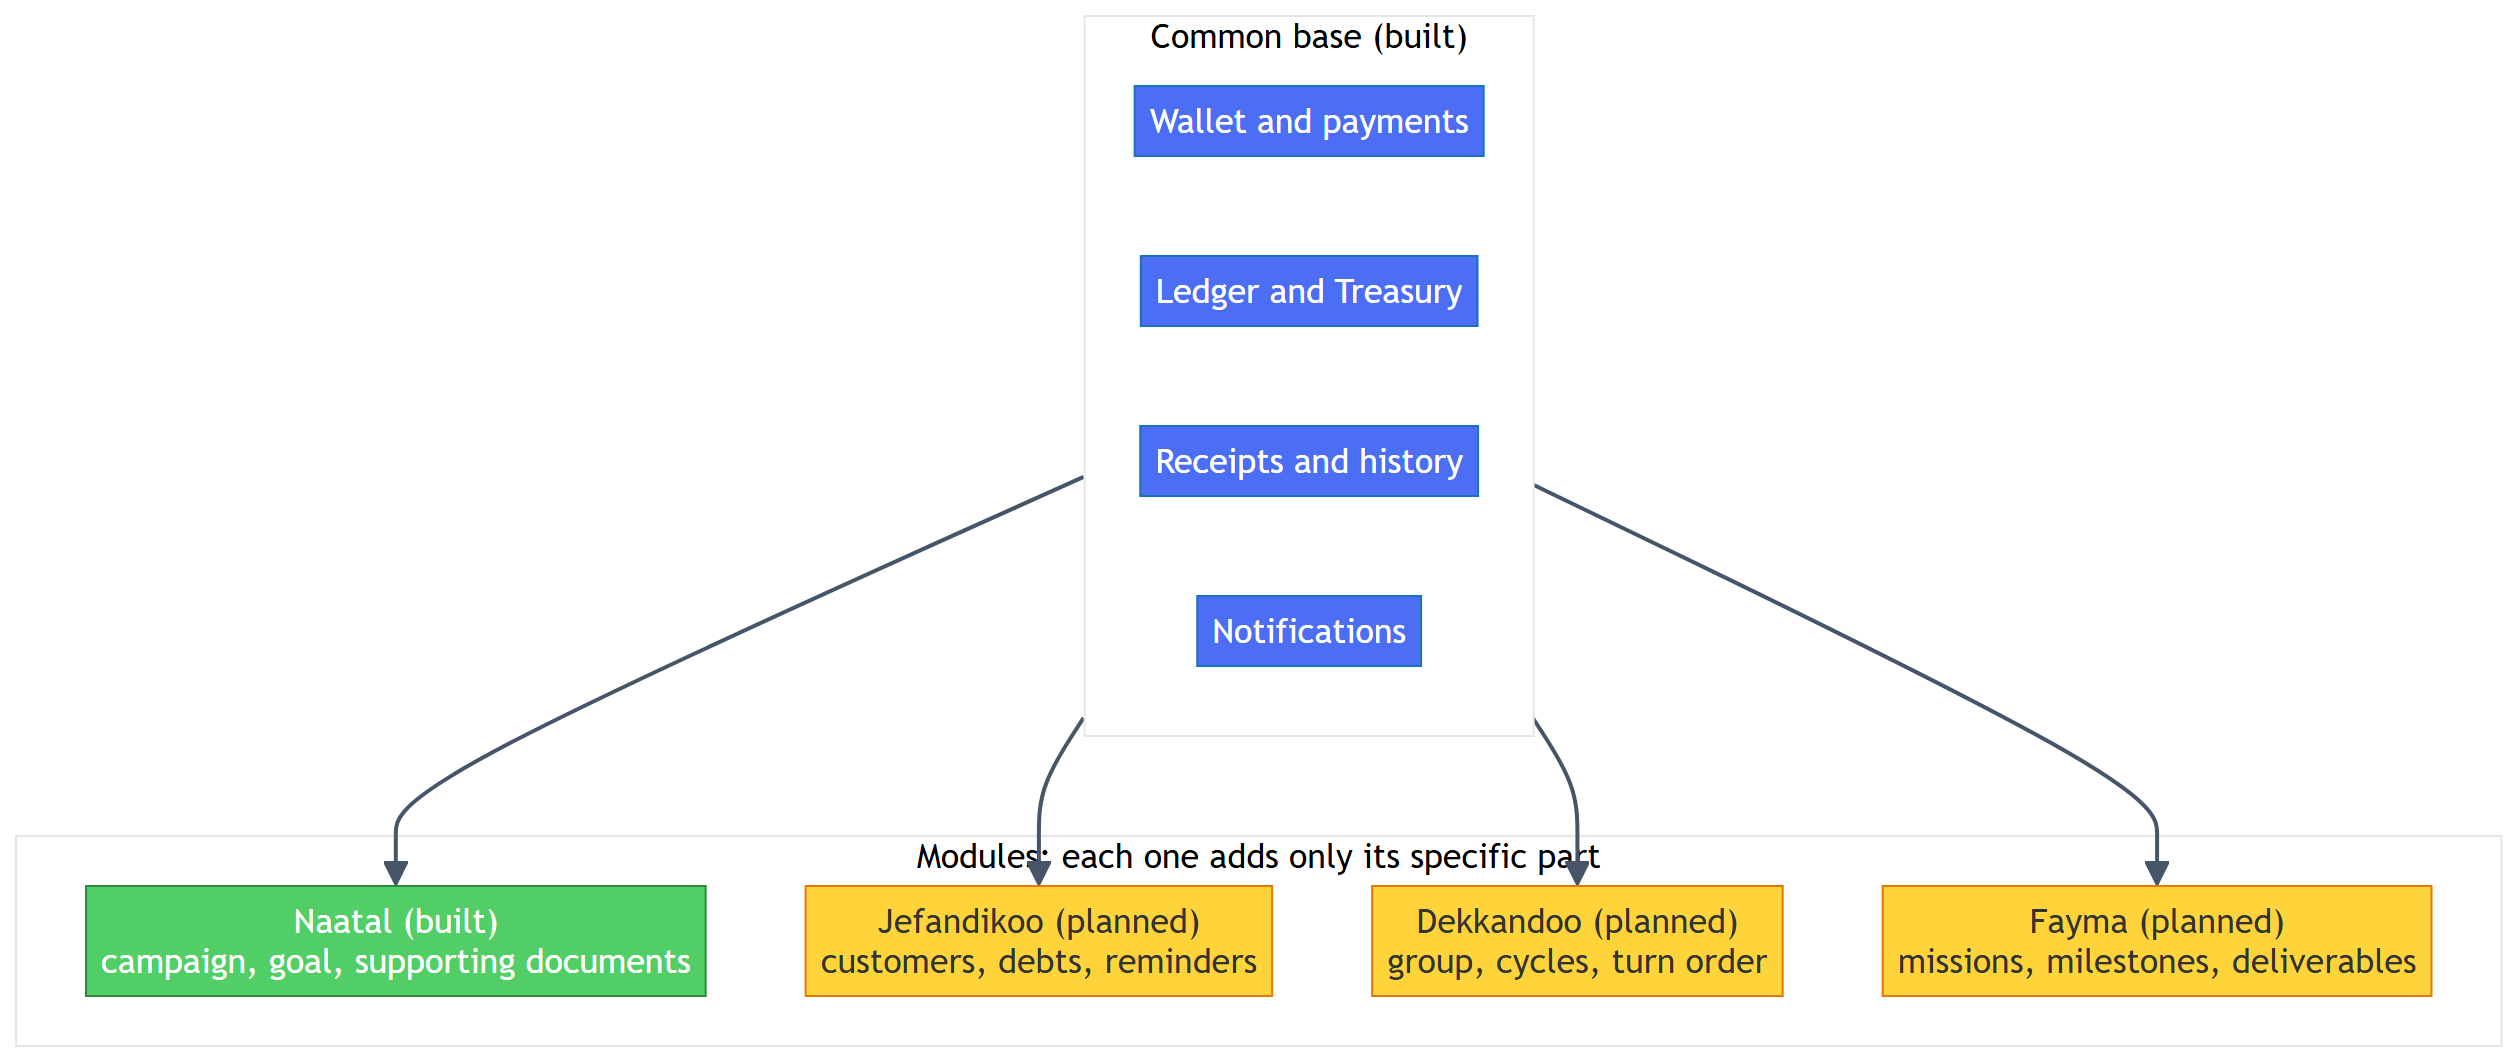 Common base (built)
Wallet and payments
Ledger and Treasury
Receipts and history
Notifications
Modules: each one adds only its specific part
Naatal (built)
campaign, goal, supporting documents
Jefandikoo (planned)
customers, debts, reminders
Dekkandoo (planned)
group, cycles, turn order
Fayma (planned)
missions, milestones, deliverables